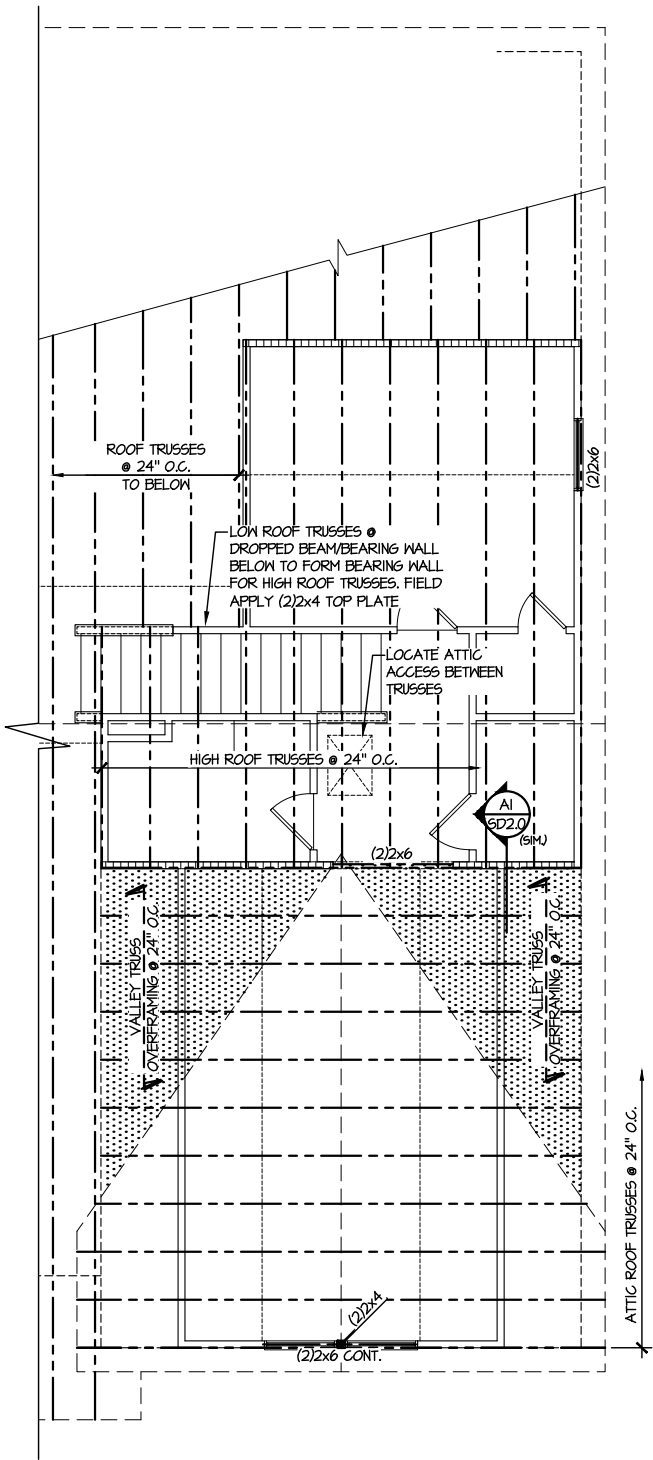 ROOF TRUSSES
@ 24" O.C.
TO BELOW
(2)2x6
LOW ROOF TRUSSES @
DROPPED BEAM/BEARING WALL
BELOW TO FORM BEARING WALL
FOR HIGH ROOF TRUSSES. FIELD
APPLY (2)2x4 TOP PLATE
LOCATE ATTIC
ACCESS BETWEEN
TRUSSES
HIGH ROOF TRUSSES @ 24" O.C.
A1
SD2.0
(SIM.)
(2)2x6
VALLEY TRUSS
OVERFRAMING @ 24" O.C.
VALLEY TRUSS
OVERFRAMING @ 24" O.C.
ATTIC ROOF TRUSSES @ 24" O.C.
(2)2x4
(2)2x6 CONT.